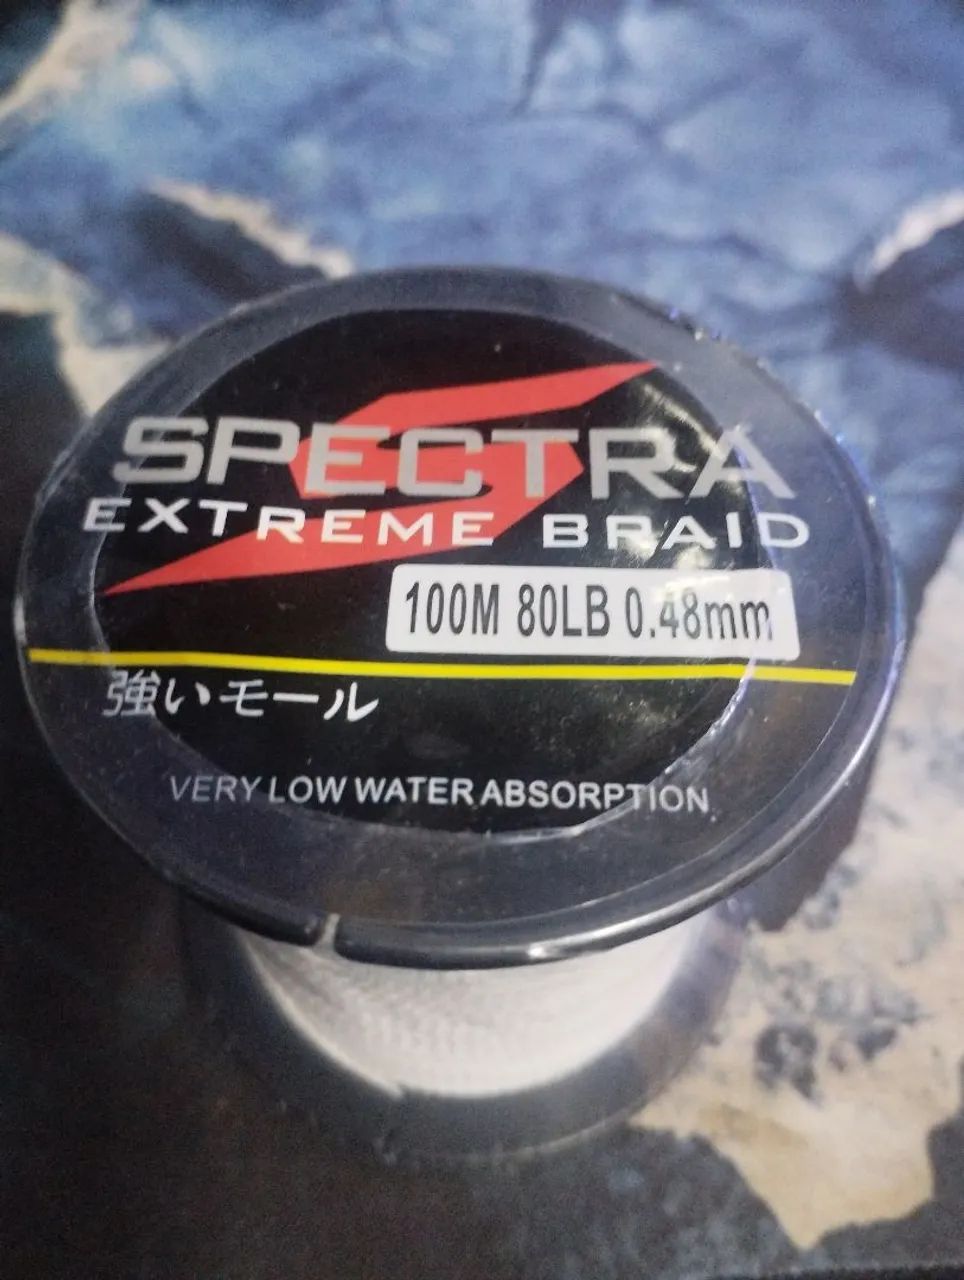 SPECTRA
EXTREME BRAID
100M 80LB 0.48mm
強いモール
VERY LOW WATER ABSORPTION